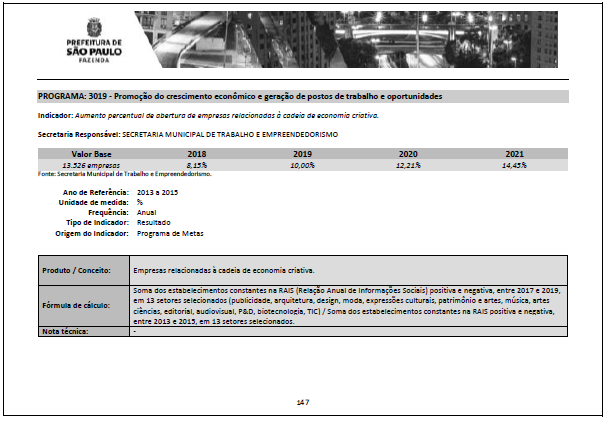 PREFEITURA DE
SÃO PAULO
FAZENDA
PROGRAMA: 3019 - Promoção do crescimento econômico e geração de postos de trabalho e oportunidades
Indicador: Aumento percentual de abertura de empresas relacionadas à cadeia de economia criativa.
Secretaria Responsável: SECRETARIA MUNICIPAL DE TRABALHO E EMPREENDEDORISMO
Valor Base 2018 2019 2020 2021
13.526 empresas 8,15% 10,00% 12,21% 14,45%
Fonte: Secretaria Municipal de Trabalho e Empreendedorismo.
Ano de Referência: 2013 a 2015
Unidade de medida: %
Frequência: Anual
Tipo de Indicador: Resultado
Origem do Indicador: Programa de Metas
Produto / Conceito: Empresas relacionadas à cadeia de economia criativa.
Fórmula de cálculo: Soma dos estabelecimentos constantes na RAIS (Relação Anual de Informações Sociais) positiva e negativa, entre 2017 e 2019,
em 13 setores selecionados (publicidade, arquitetura, design, moda, expressões culturais, patrimônio e artes, música, artes
ciências, editorial, audiovisual, P&D, biotecnologia, TIC) / Soma dos estabelecimentos constantes na RAIS positiva e negativa,
entre 2013 e 2015, em 13 setores selecionados.
Nota técnica: -
147